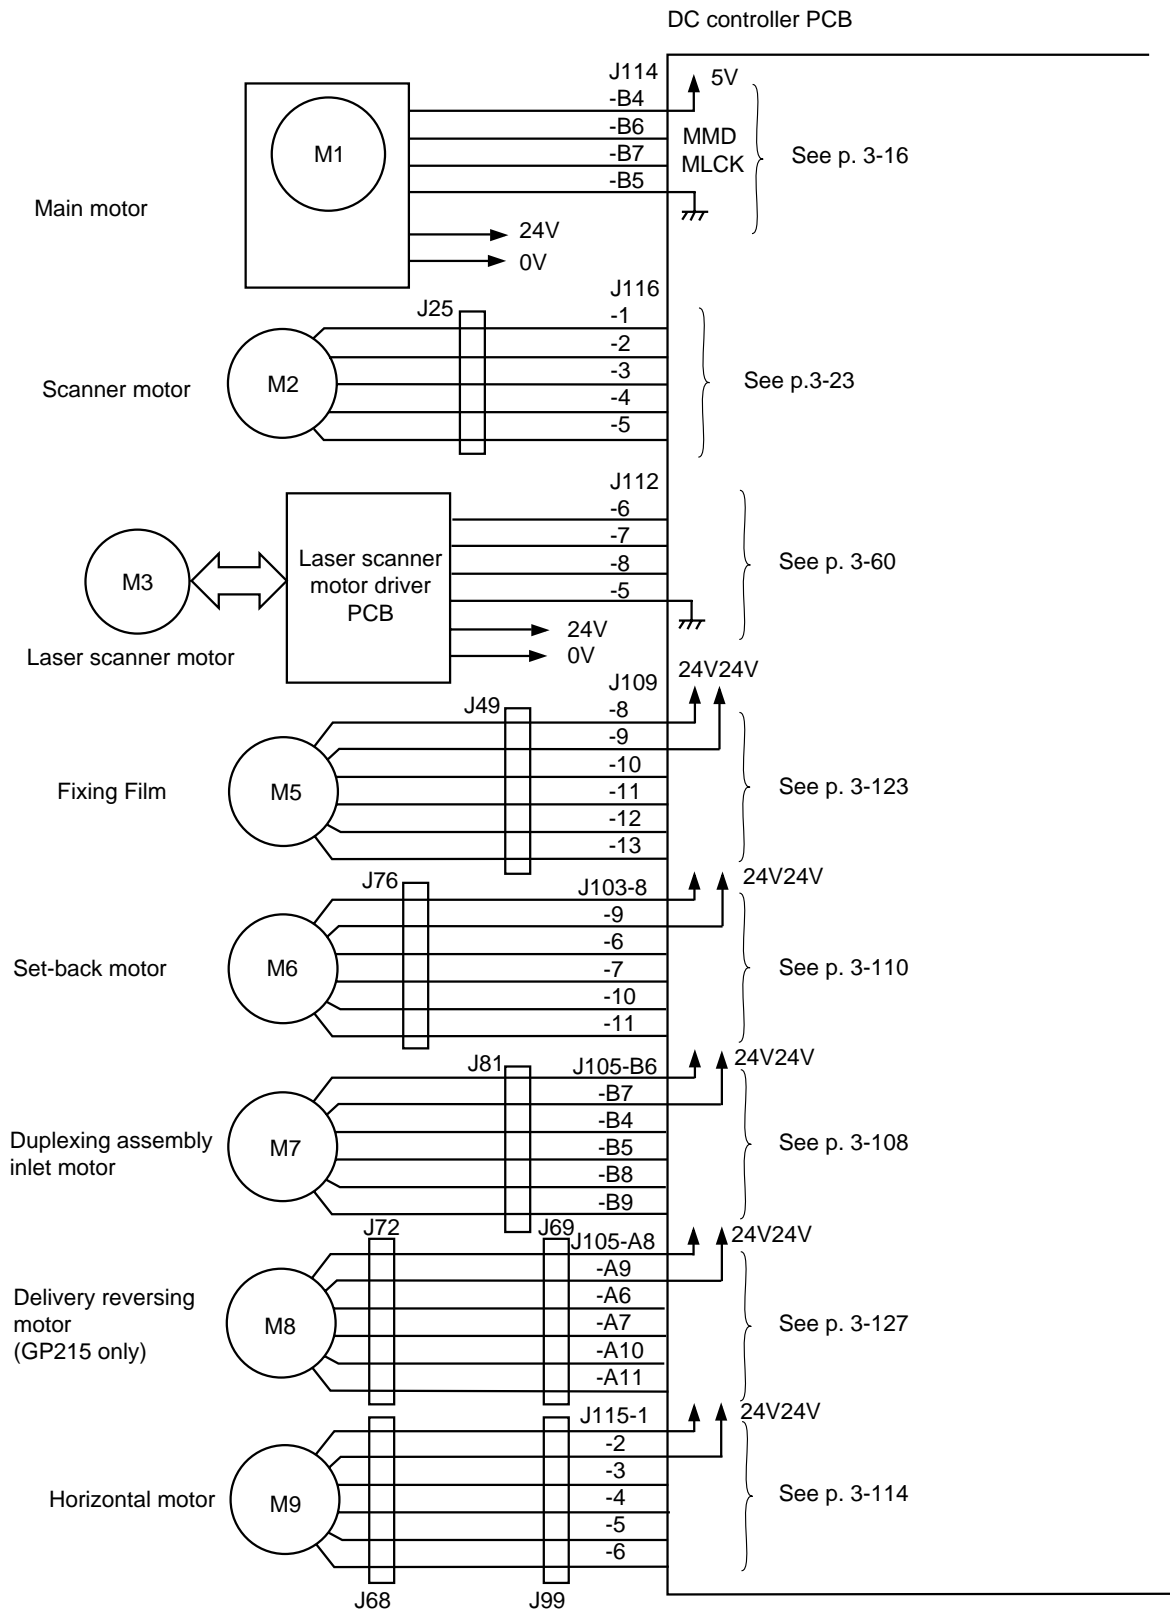 DC controller PCB
J114
5V
-B4
-B6
MMD
-B7
MLCK
-B5
M1
See p. 3-16
Main motor
24V
0V
J116
J25
-1
-2
-3
-4
-5
M2
See p.3-23
Scanner motor
J112
-6
-7
-8
-5
Laser scanner
motor driver
PCB
M3
See p. 3-60
24V
0V
Laser scanner motor
24V24V
J109
J49
-8
-9
-10
-11
-12
-13
Fixing Film
M5
See p. 3-123
24V24V
J76
J103-8
-9
-6
-7
-10
-11
Set-back motor
M6
See p. 3-110
24V24V
J81
J105-B6
-B7
-B4
-B5
-B8
-B9
Duplexing assembly
inlet motor
M7
See p. 3-108
J72
J69
24V24V
J105-A8
-A9
-A6
-A7
-A10
-A11
Delivery reversing
motor
(GP215 only)
M8
See p. 3-127
24V24V
J115-1
-2
-3
-4
-5
-6
Horizontal motor
M9
See p. 3-114
J68
J99